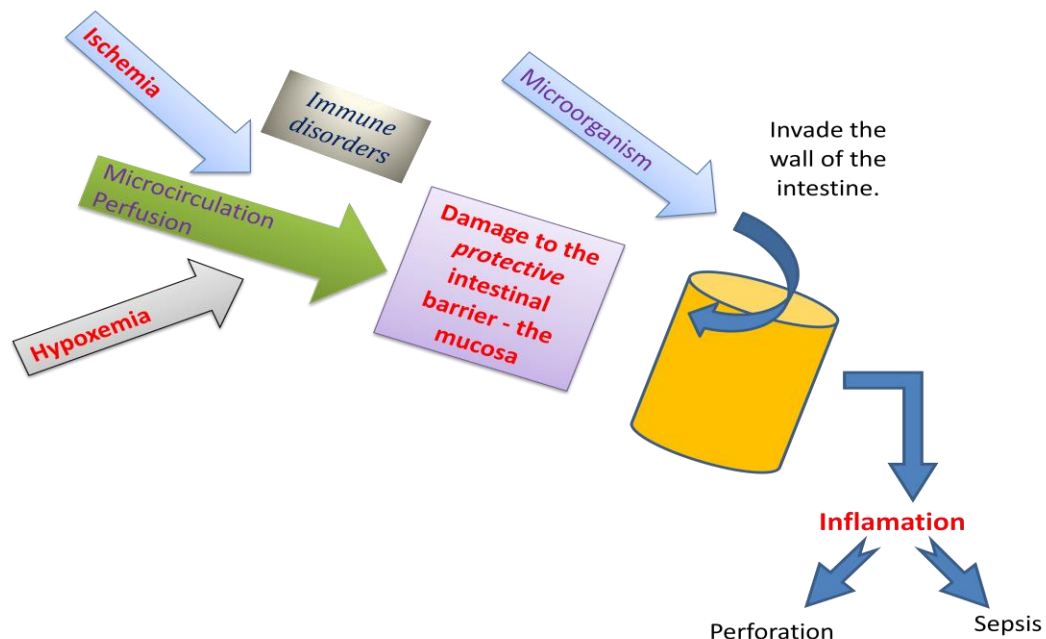 Ischemia
Immune
disorders
Microcirculation
Perfusion
Hypoxemia
Damage to the
protective
intestinal
barrier - the
mucosa
Microorganism
Invade the
wall of the
intestine.
Inflamation
Perforation
Sepsis